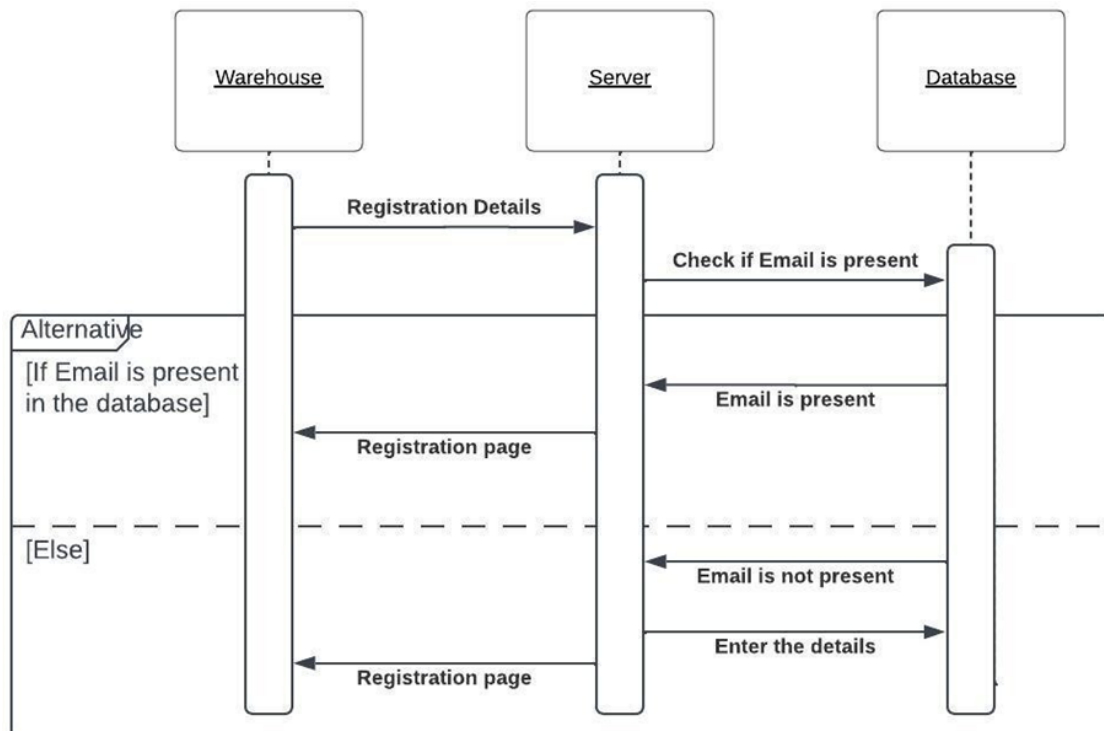 Warehouse
Server
Database
Registration Details
Check if Email is present
Alternative
[If Email is present
in the database]
Email is present
Registration page
[Else]
Email is not present
Enter the details
Registration page